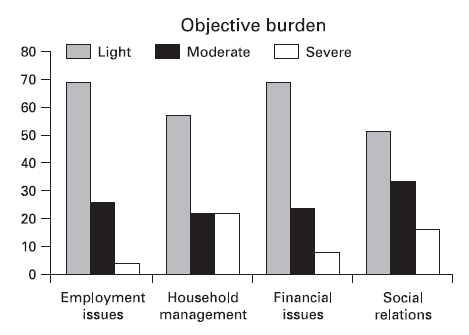 Objective burden
80 Light Moderate Severe
70
60
50
40
30
20
10
0
Employment issues
Household management
Financial issues
Social relations